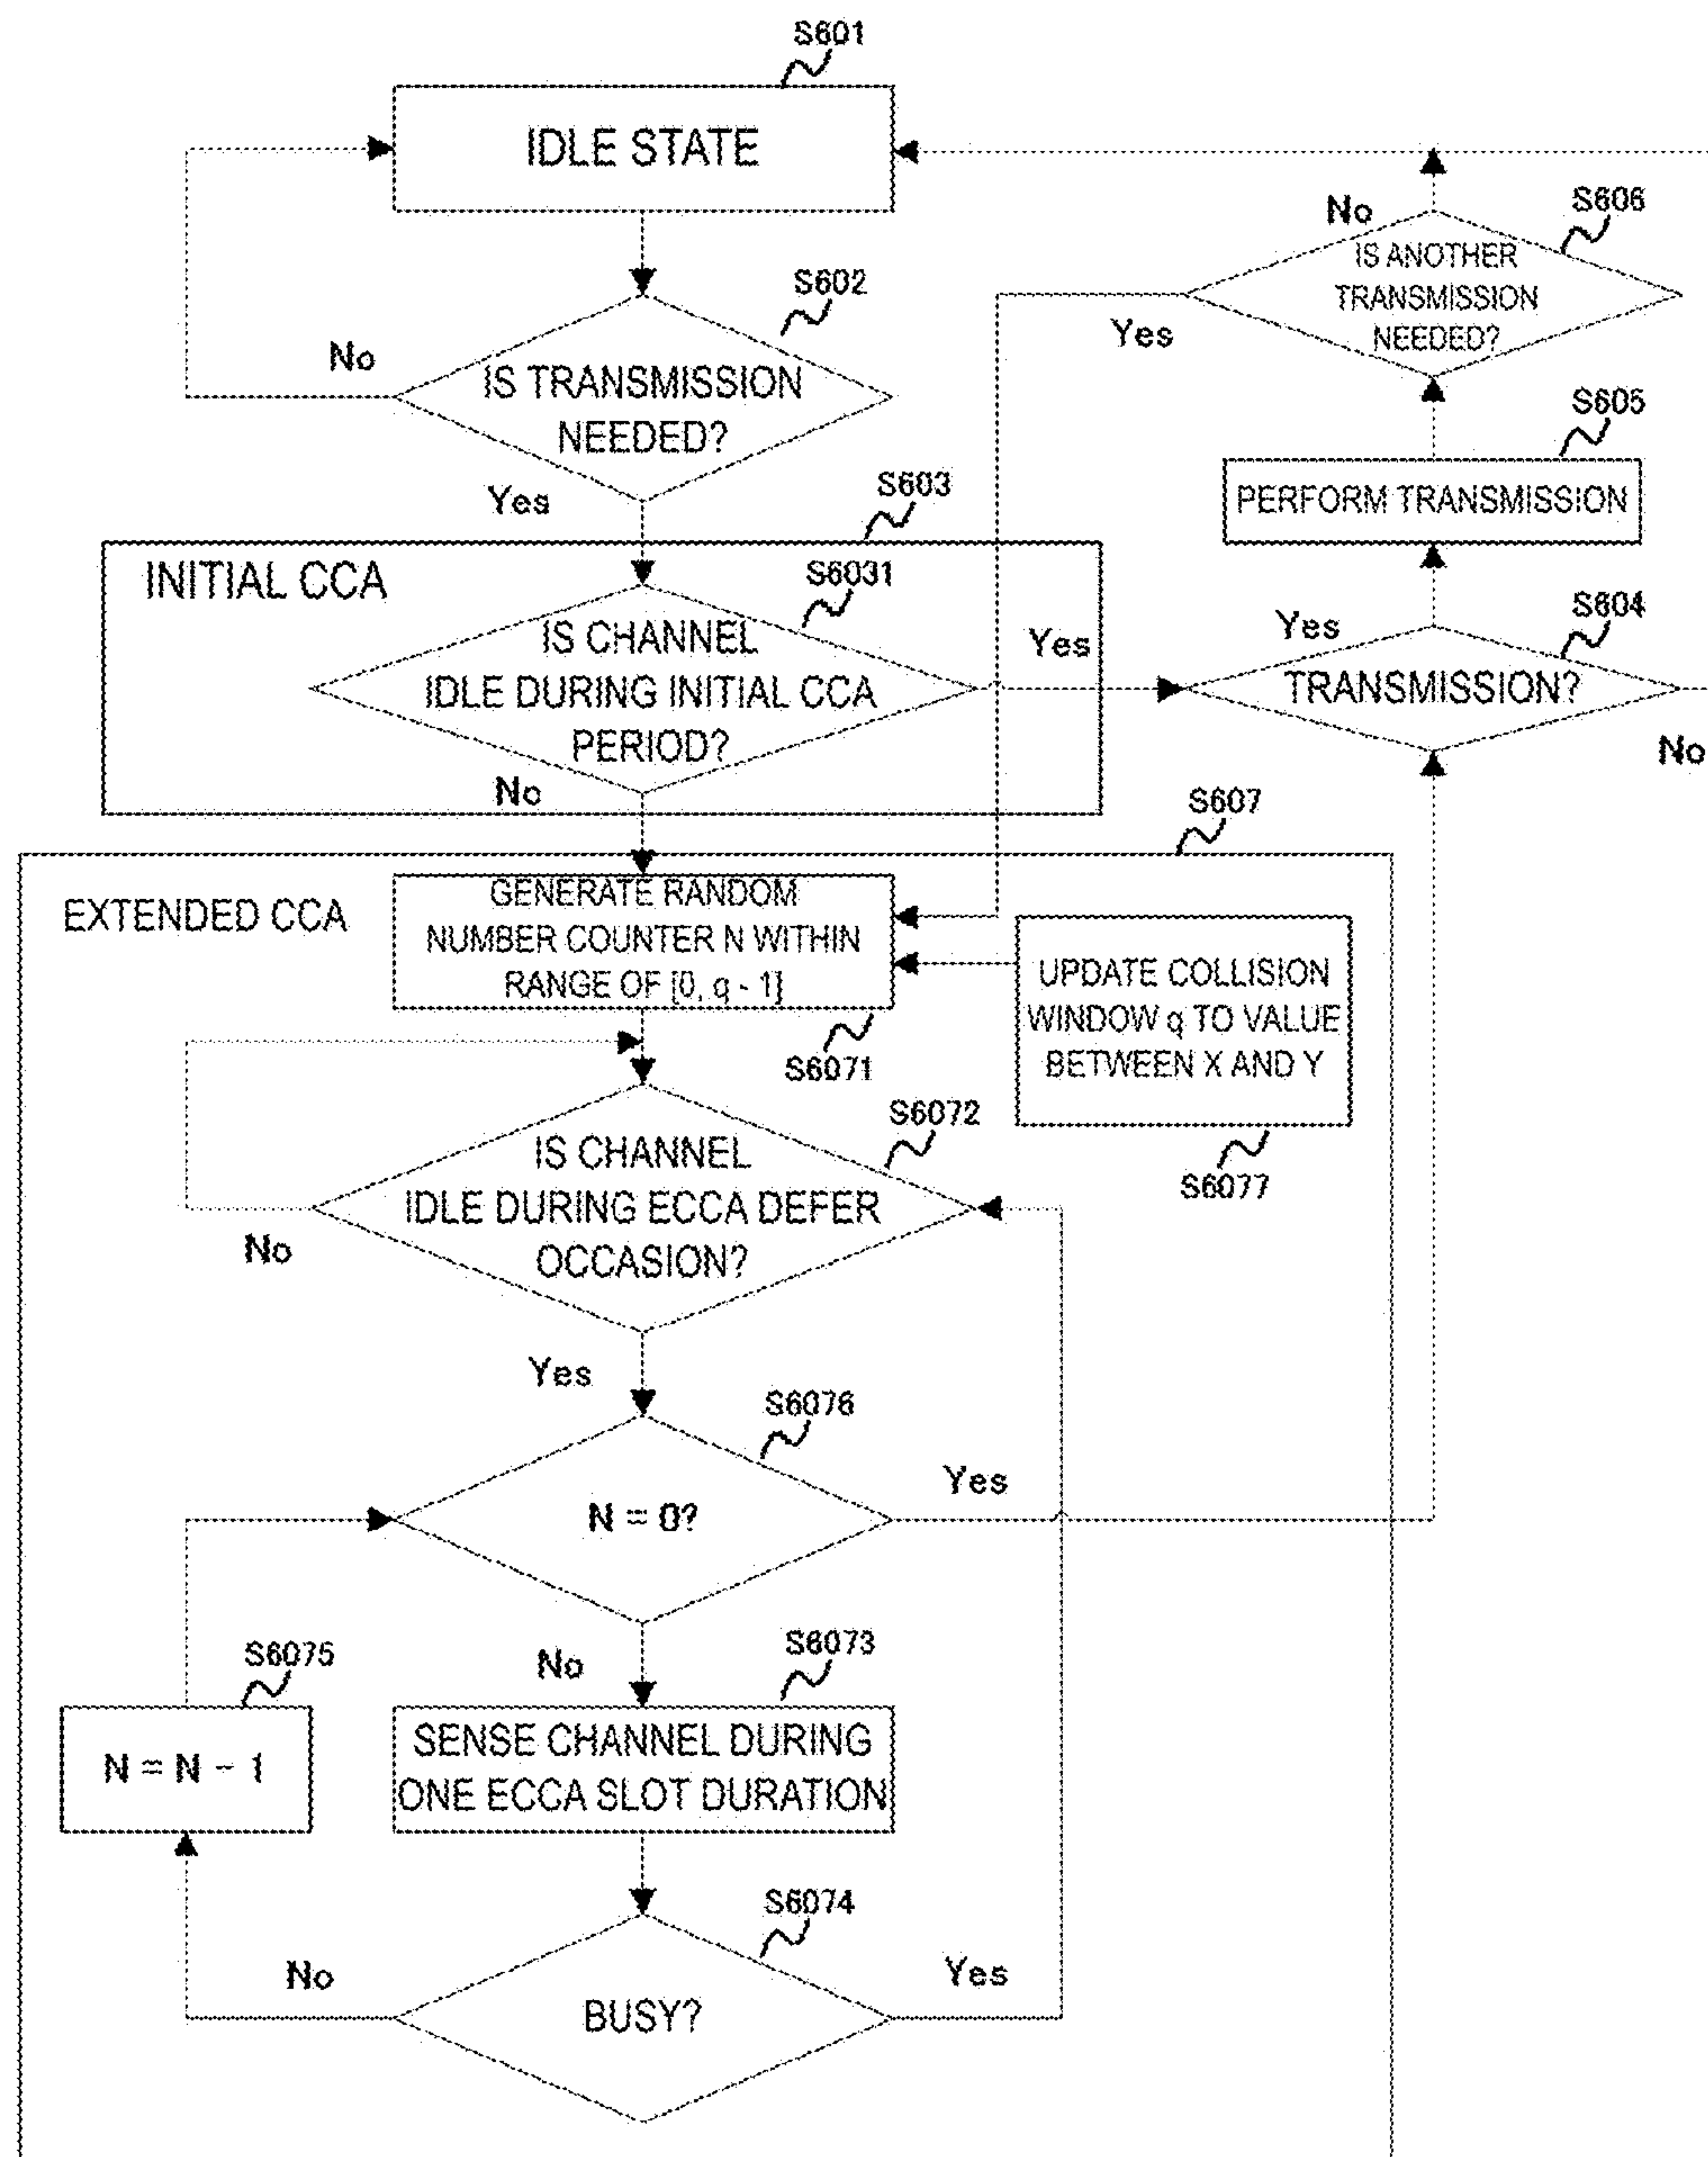 S601
IDLE STATE
No
S606
IS ANOTHER
TRANSMISSION
NEEDED?
Yes
S602
No
IS TRANSMISSION
NEEDED?
Yes
S605
PERFORM TRANSMISSION
S603
INITIAL CCA
S6031
IS CHANNEL
IDLE DURING INITIAL CCA
PERIOD?
Yes
No
S604
Yes
TRANSMISSION?
No
S607
EXTENDED CCA
GENERATE RANDOM
NUMBER COUNTER N WITHIN
RANGE OF [0, q - 1]
S6071
UPDATE COLLISION
WINDOW q TO VALUE
BETWEEN X AND Y
S6077
S6072
IS CHANNEL
IDLE DURING ECCA DEFER
OCCASION?
No
Yes
S6076
N = 0?
Yes
No
S6075
N = N - 1
S6073
SENSE CHANNEL DURING
ONE ECCA SLOT DURATION
S6074
No
BUSY?
Yes